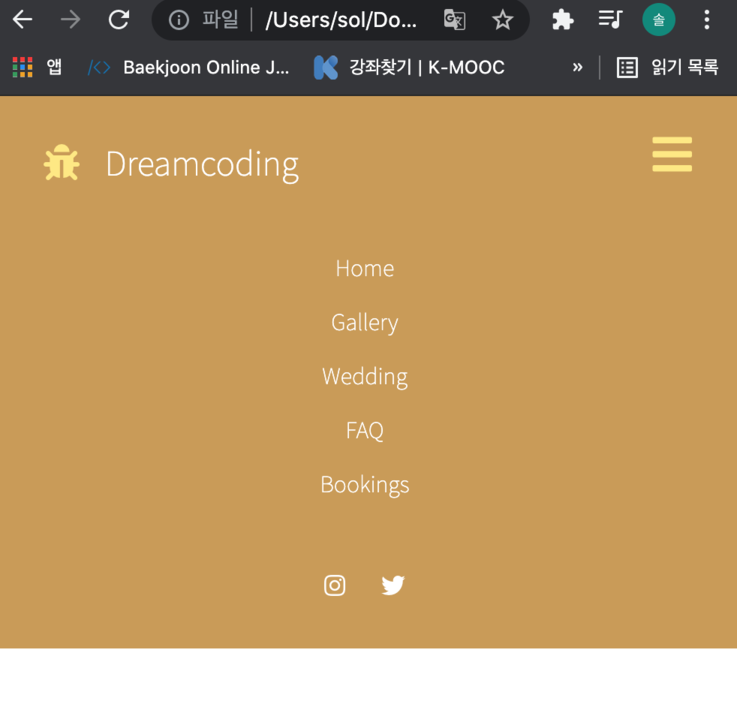 파일 /Users/sol/Do... 솔
앱 Baekjoon Online J... 강좌찾기 | K-MOOC » 읽기 목록
Dreamcoding
Home
Gallery
Wedding
FAQ
Bookings